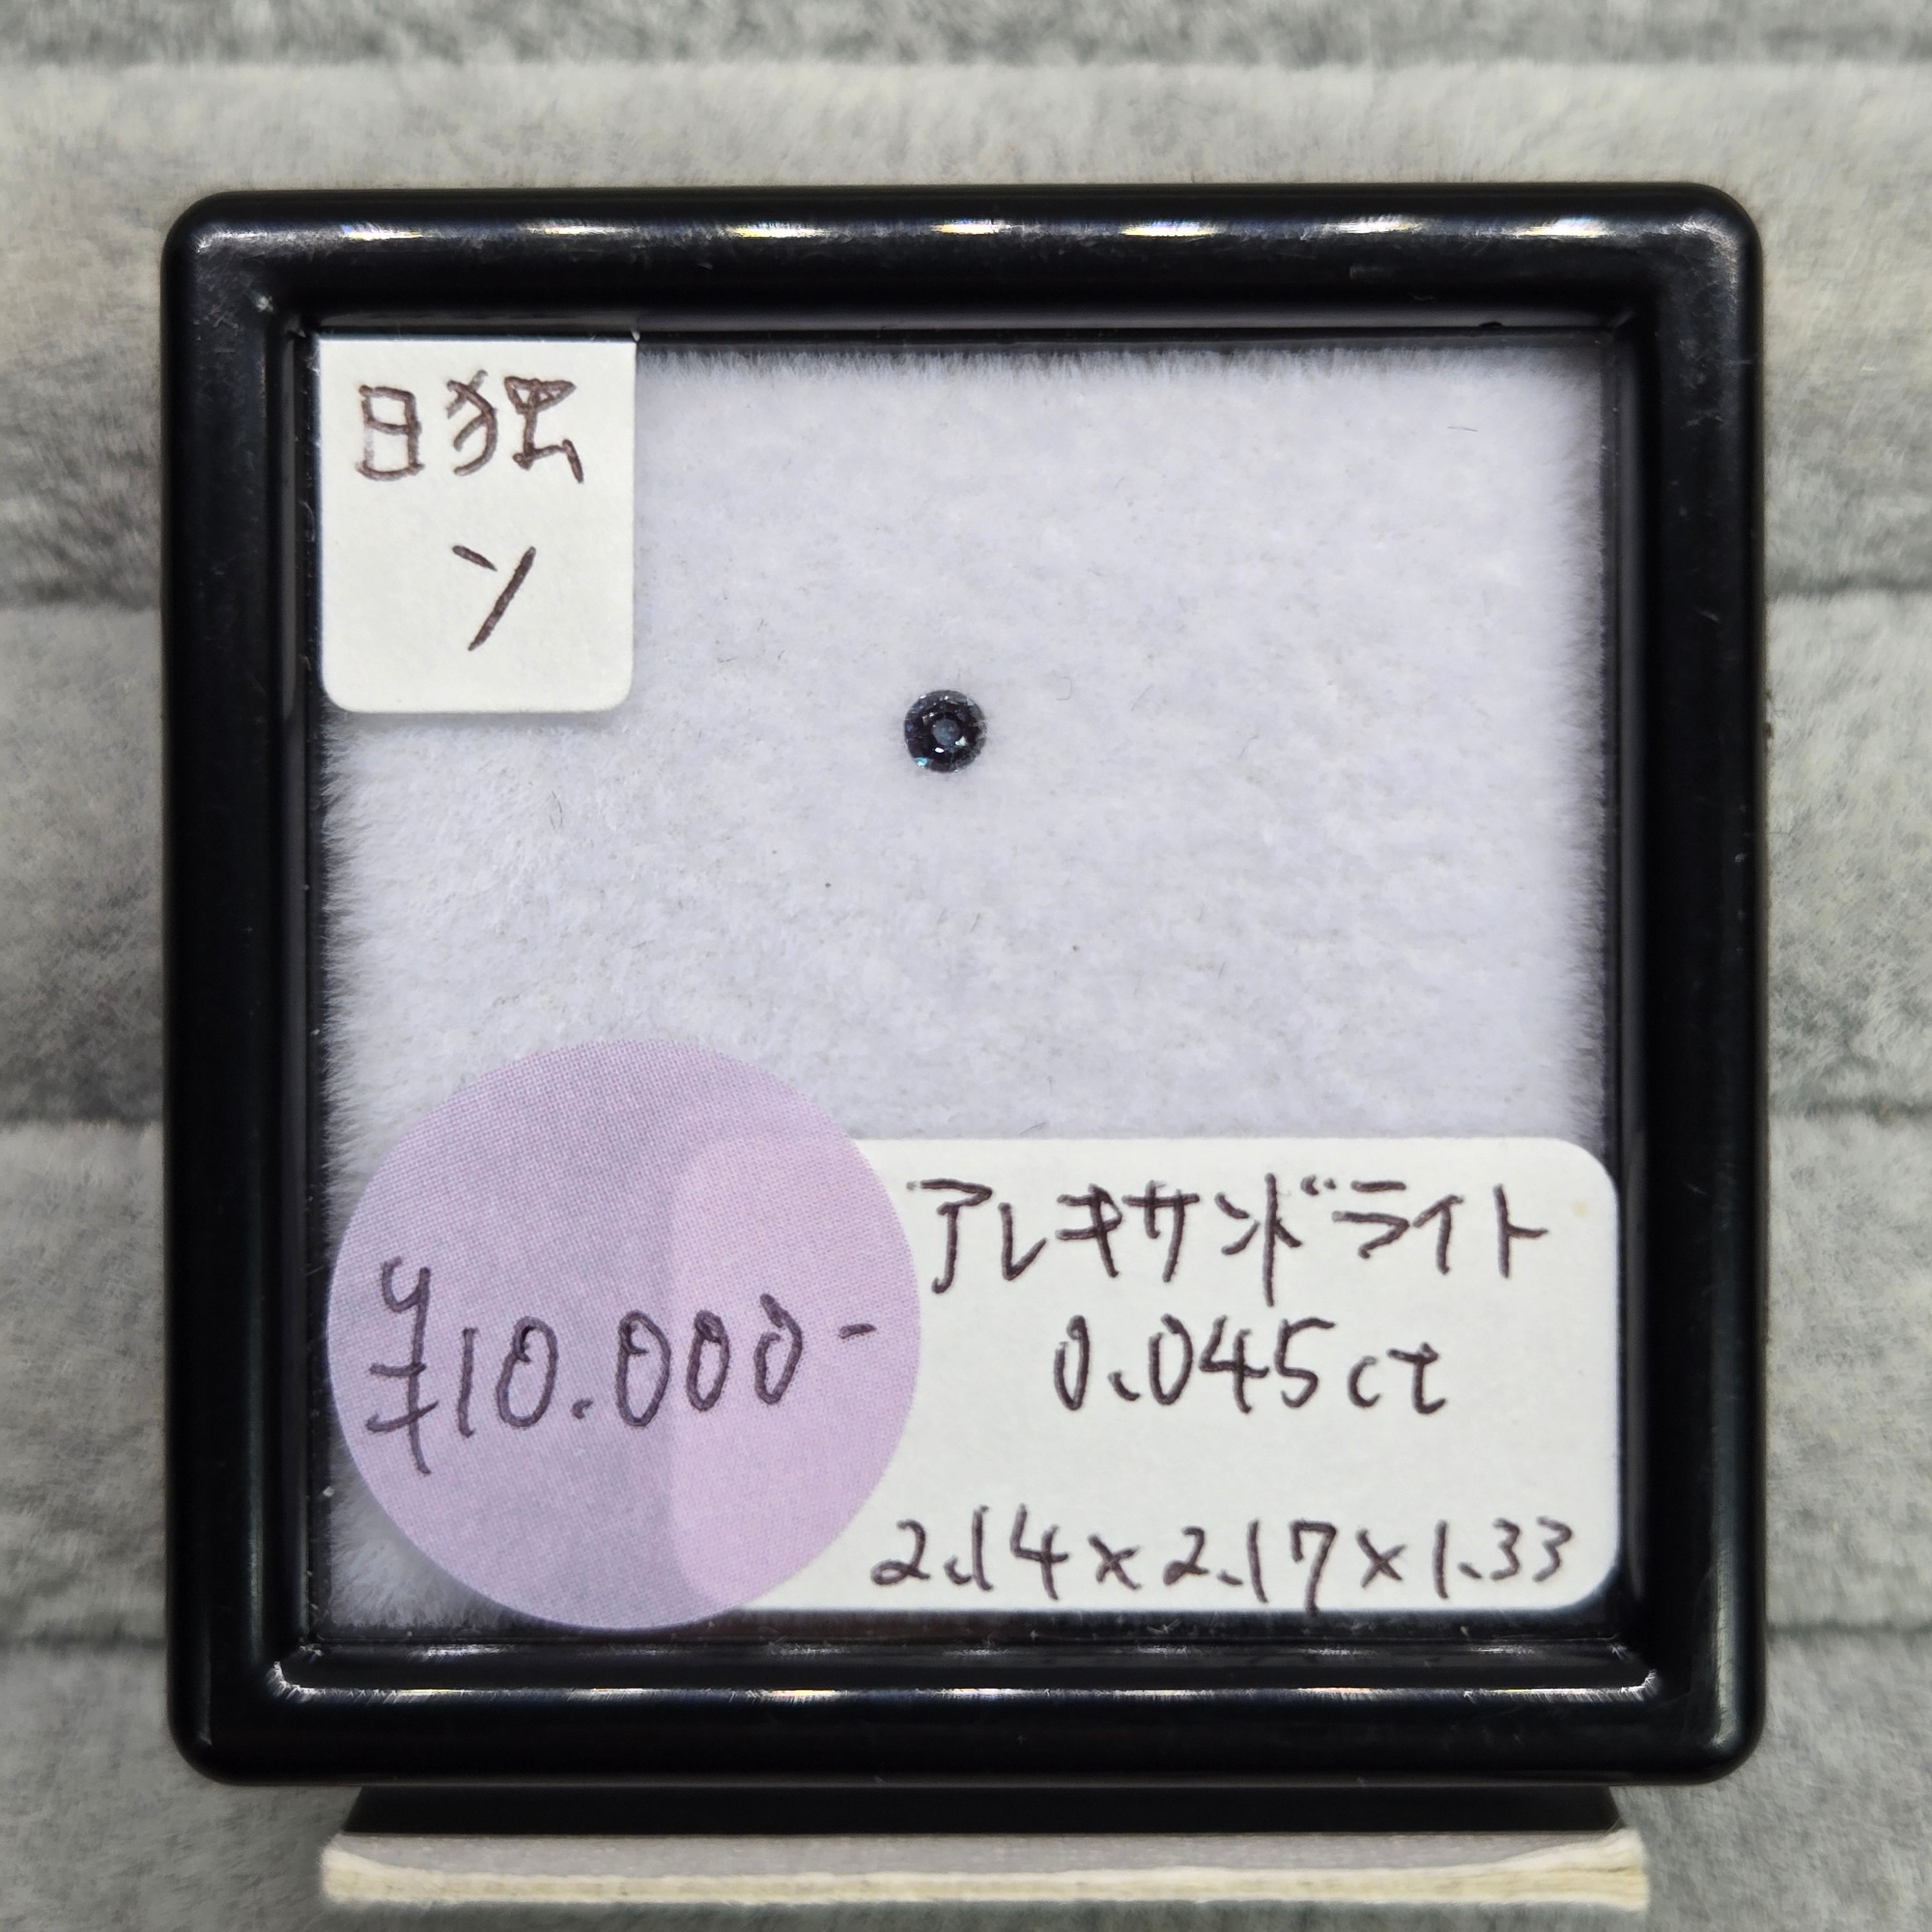 日独
ソ
¥10.000-
アレキサンドライト
0.045ct
2.14×2.17×1.33